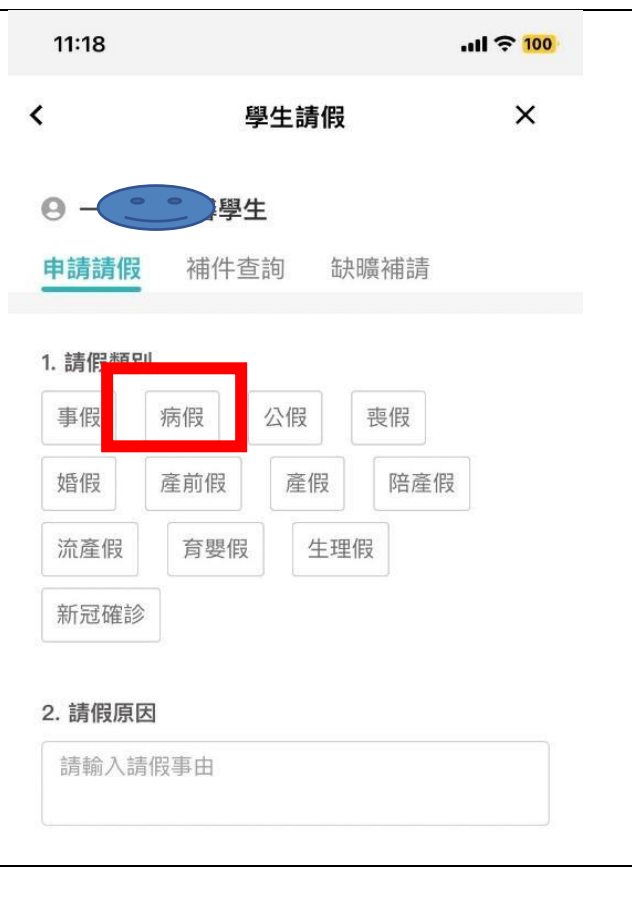 11:18 100
學生請假
一 學生
申請請假 補件查詢 缺曠補請
1. 請假類別
事假 病假 公假 喪假
婚假 產前假 產假 陪產假
流產假 育嬰假 生理假
新冠確診
2. 請假原因
請輸入請假事由